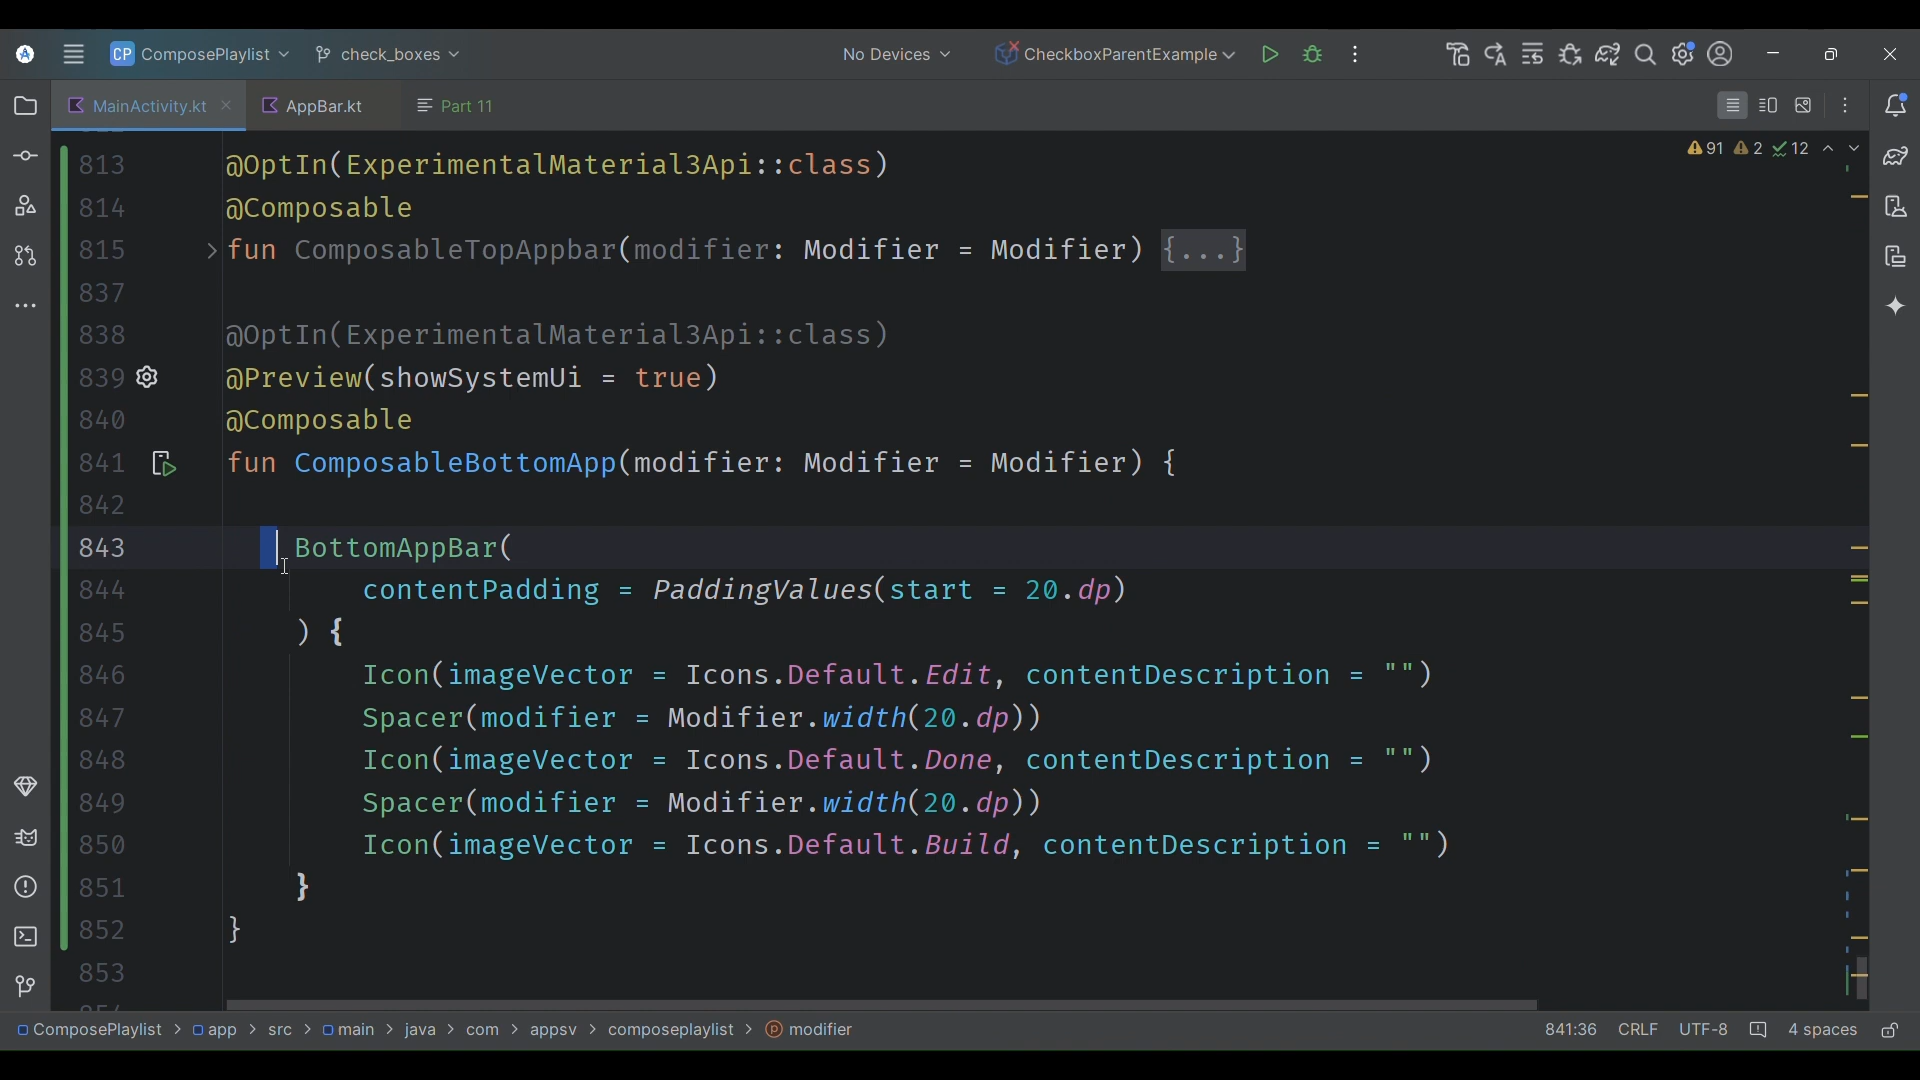 CP ComposePlaylist check_boxes No Devices CheckboxParentExample
MainActivity.kt AppBar.kt Part 11
91 2 12
813 @OptIn(ExperimentalMaterial3Api::class)
814 @Composable
815 fun ComposableTopAppbar(modifier: Modifier = Modifier) {...}
837
838 @OptIn(ExperimentalMaterial3Api::class)
839 @Preview(showSystemUi = true)
840 @Composable
841 fun ComposableBottomApp(modifier: Modifier = Modifier) {
842
843 BottomAppBar(
844 contentPadding = PaddingValues(start = 20.dp)
845 ) {
846 Icon(imageVector = Icons.Default.Edit, contentDescription = "")
847 Spacer(modifier = Modifier.width(20.dp))
848 Icon(imageVector = Icons.Default.Done, contentDescription = "")
849 Spacer(modifier = Modifier.width(20.dp))
850 Icon(imageVector = Icons.Default.Build, contentDescription = "")
851 }
852 }
853
ComposePlaylist > app > src > main > java > com > appsv > composeplaylist > modifier 841:36 CRLF UTF-8 4 spaces